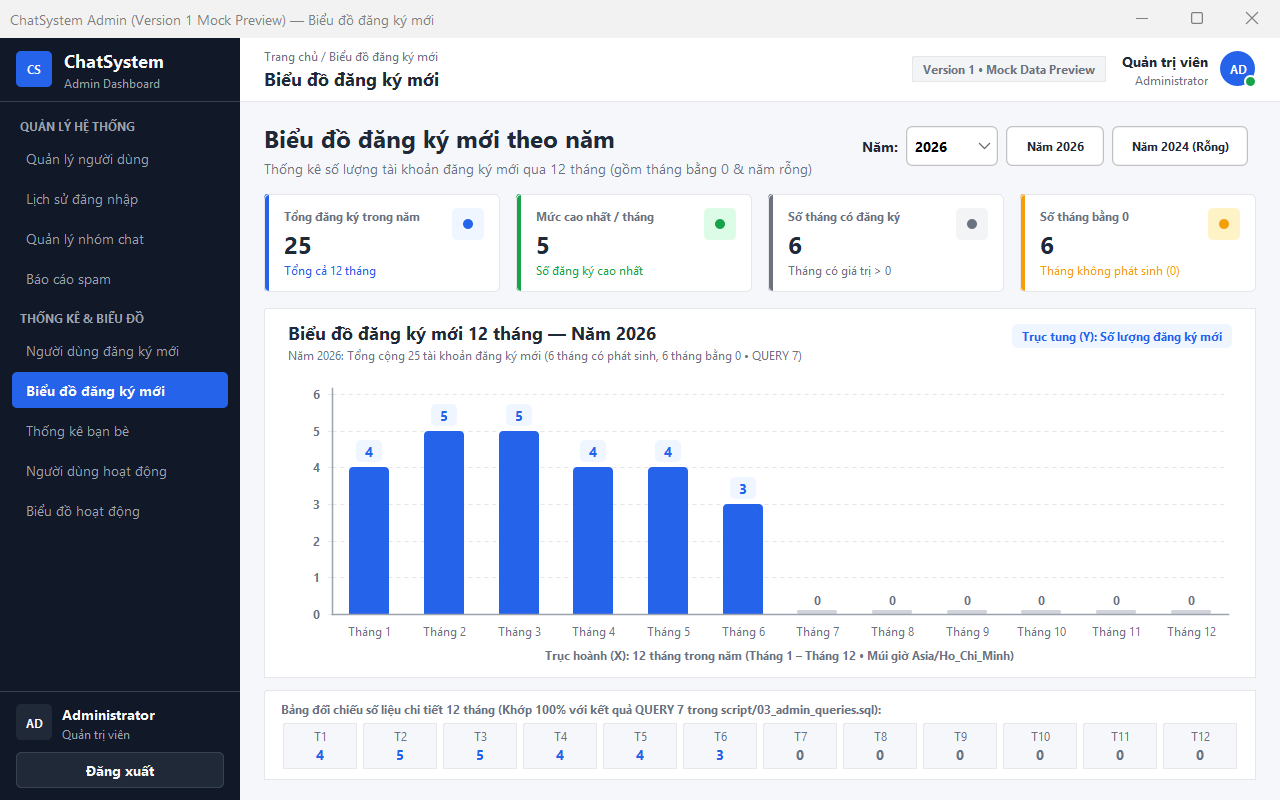 ChatSystem Admin (Version 1 Mock Preview) — Biểu đồ đăng ký mới
CS
ChatSystem
Admin Dashboard
QUẢN LÝ HỆ THỐNG
Quản lý người dùng
Lịch sử đăng nhập
Quản lý nhóm chat
Báo cáo spam
THỐNG KÊ & BIỂU ĐỒ
Người dùng đăng ký mới
Biểu đồ đăng ký mới
Thống kê bạn bè
Người dùng hoạt động
Biểu đồ hoạt động
AD
Administrator
Quản trị viên
Đăng xuất
Trang chủ / Biểu đồ đăng ký mới
Biểu đồ đăng ký mới
Version 1 • Mock Data Preview
Quản trị viên
Administrator
AD
Biểu đồ đăng ký mới theo năm
Thống kê số lượng tài khoản đăng ký mới qua 12 tháng (gồm tháng bằng 0 & năm rỗng)
Năm:
2026
Năm 2026
Năm 2024 (Rỗng)
Tổng đăng ký trong năm
25
Tổng cả 12 tháng
Mức cao nhất / tháng
5
Số đăng ký cao nhất
Số tháng có đăng ký
6
Tháng có giá trị > 0
Số tháng bằng 0
6
Tháng không phát sinh (0)
Biểu đồ đăng ký mới 12 tháng — Năm 2026
Năm 2026: Tổng cộng 25 tài khoản đăng ký mới (6 tháng có phát sinh, 6 tháng bằng 0 • QUERY 7)
Trục tung (Y): Số lượng đăng ký mới
6
5
4
3
2
1
0
4 5 5 4 4 3 0 0 0 0 0 0
Tháng 1 Tháng 2 Tháng 3 Tháng 4 Tháng 5 Tháng 6 Tháng 7 Tháng 8 Tháng 9 Tháng 10 Tháng 11 Tháng 12
Trục hoành (X): 12 tháng trong năm (Tháng 1 – Tháng 12 • Múi giờ Asia/Ho_Chi_Minh)
Bảng đối chiếu số liệu chi tiết 12 tháng (Khớp 100% với kết quả QUERY 7 trong script/03_admin_queries.sql):
T1 T2 T3 T4 T5 T6 T7 T8 T9 T10 T11 T12
4 5 5 4 4 3 0 0 0 0 0 0